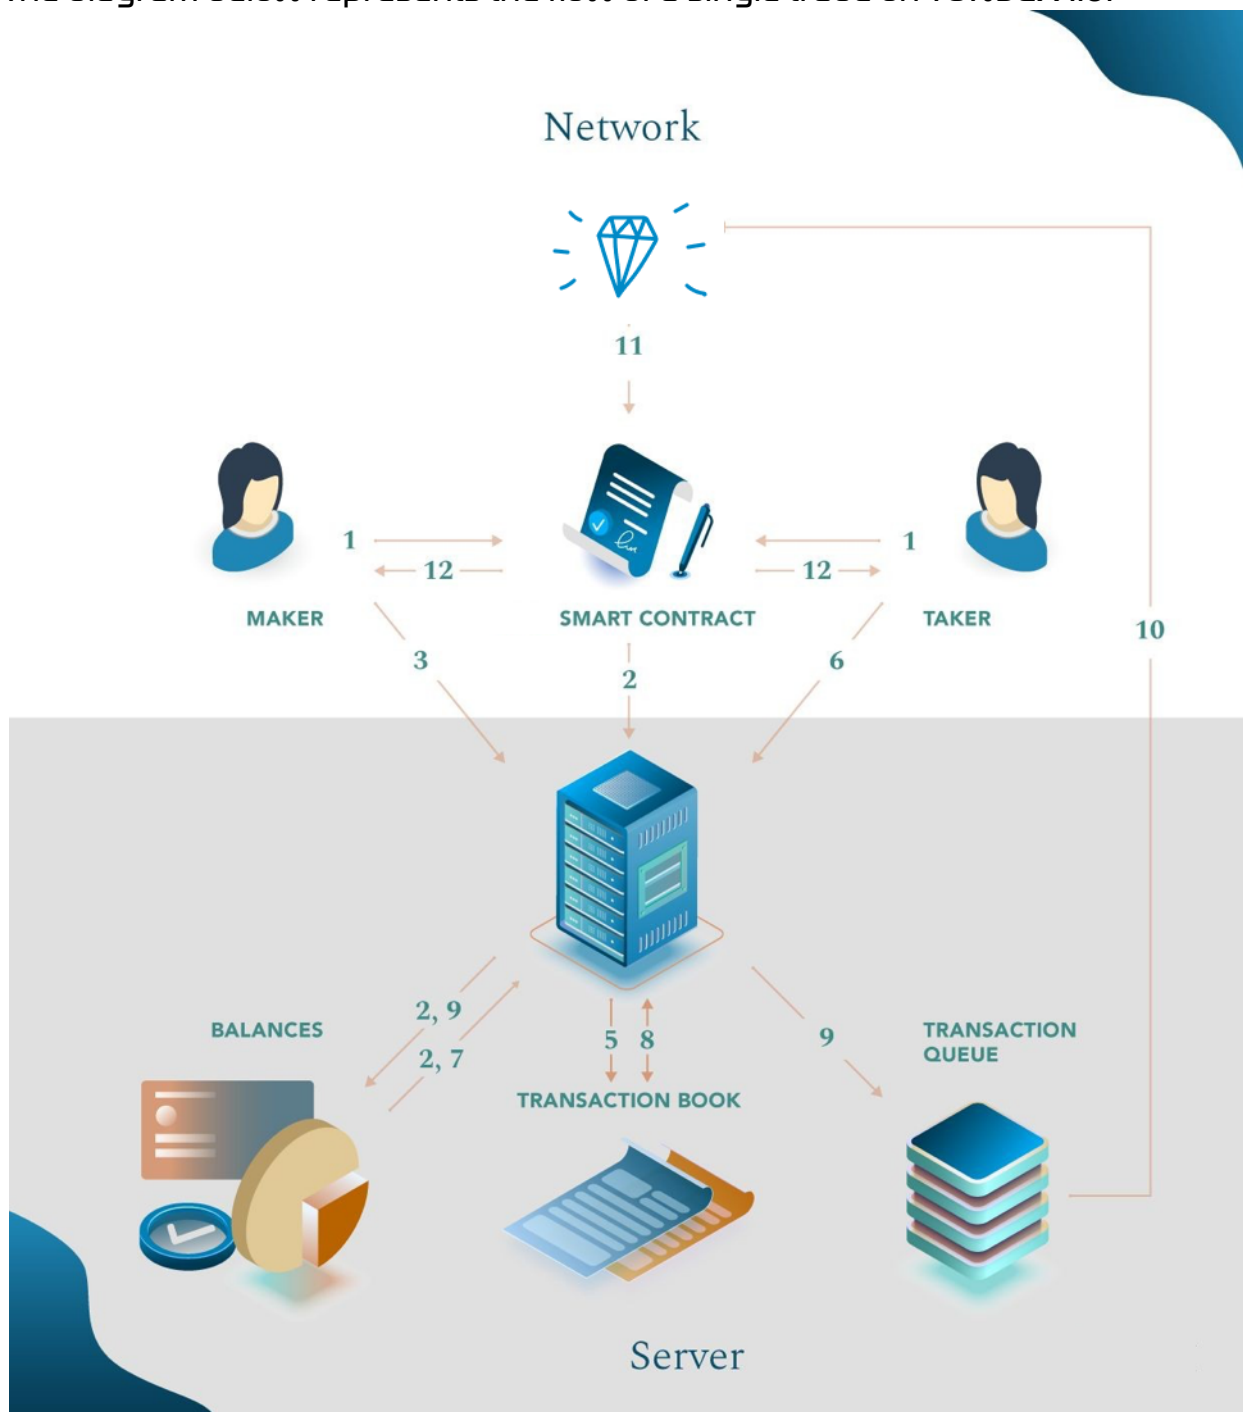 Network
11
1
12
1
12
MAKER
SMART CONTRACT
TAKER
10
3
2
6
2, 9
BALANCES
5
8
9
TRANSACTION
QUEUE
2, 7
TRANSACTION BOOK
Server